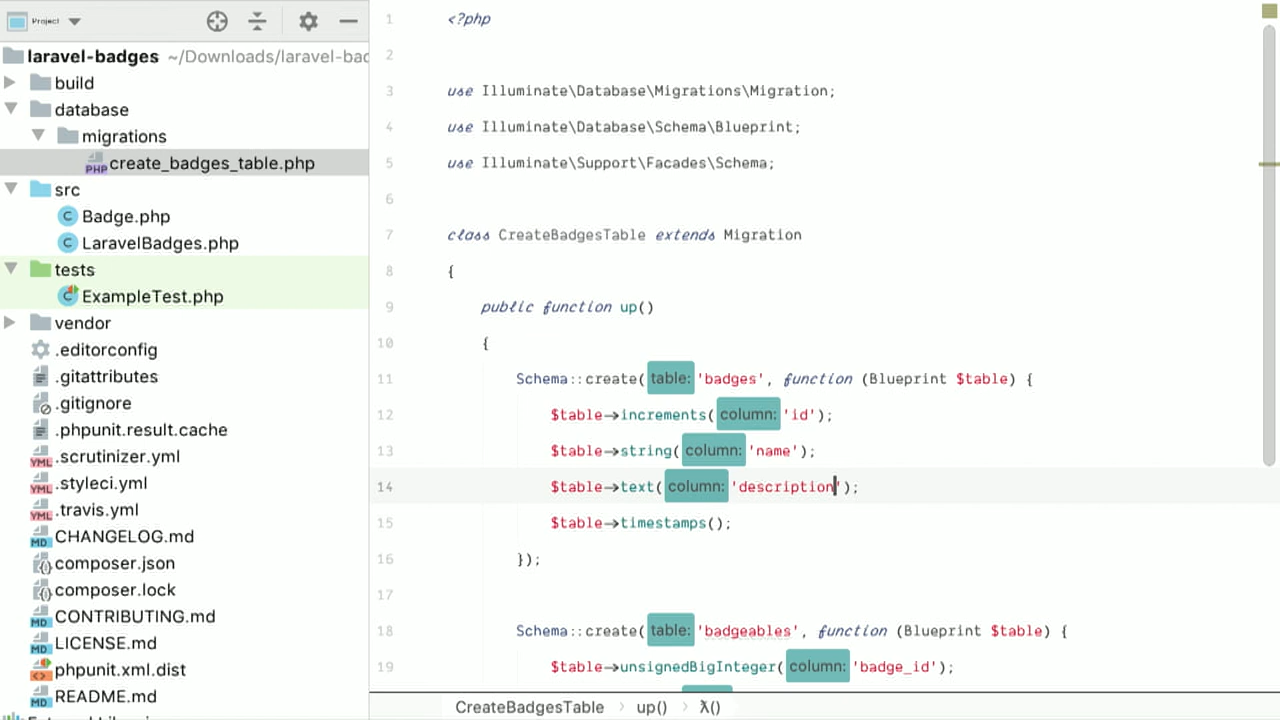 Project
laravel-badges ~/Downloads/laravel-bad
build
database
migrations
create_badges_table.php
src
Badge.php
LaravelBadges.php
tests
ExampleTest.php
vendor
.editorconfig
.gitattributes
.gitignore
.phpunit.result.cache
.scrutinizer.yml
.styleci.yml
.travis.yml
CHANGELOG.md
composer.json
composer.lock
CONTRIBUTING.md
LICENSE.md
phpunit.xml.dist
README.md
1 <?php
2
3 use Illuminate\Database\Migrations\Migration;
4 use Illuminate\Database\Schema\Blueprint;
5 use Illuminate\Support\Facades\Schema;
6
7 class CreateBadgesTable extends Migration
8 {
9 public function up()
10 {
11 Schema::create( table: 'badges', function (Blueprint $table) {
12 $table→increments( column: 'id');
13 $table→string( column: 'name');
14 $table→text( column: 'description');
15 $table→timestamps();
16 });
17
18 Schema::create( table: 'badgeables', function (Blueprint $table) {
19 $table→unsignedBigInteger( column: 'badge_id');
CreateBadgesTable › up() › λ()